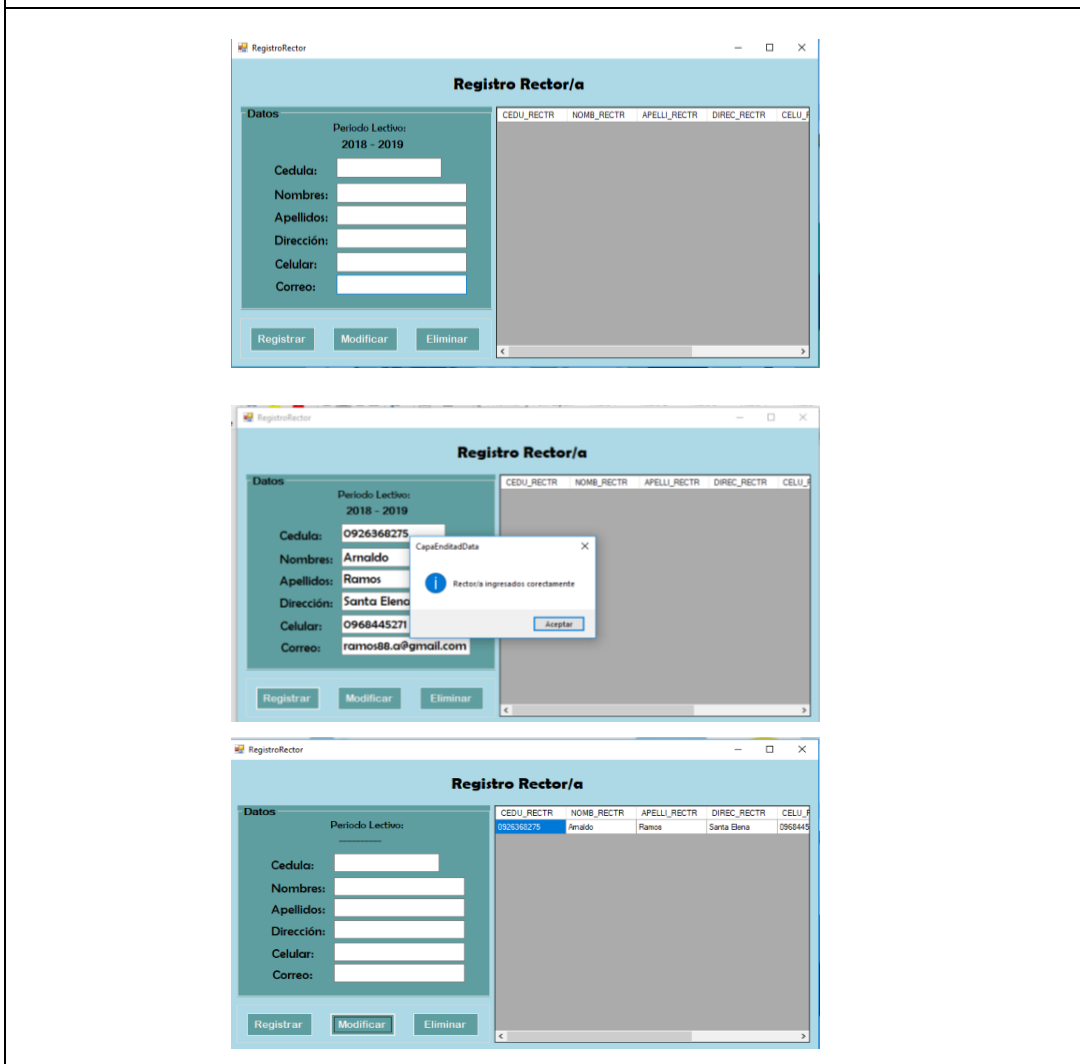 RegistroRector
Registro Rector/a
Datos
Periodo Lectivo:
2018 - 2019
Cedula:
Nombres:
Apellidos:
Dirección:
Celular:
Correo:
Registrar Modificar Eliminar
CEDU_RECTR NOMB_RECTR APELLI_RECTR DIREC_RECTR
RegistroRector
Registro Rector/a
Datos
Periodo Lectivo:
2018 - 2019
Cedula: 0926368275
Nombres: Arnaldo
Apellidos: Ramos
Dirección: Santa Elena
Celular: 0968445271
Correo: ramos88.a@gmail.com
Registrar Modificar Eliminar
CEDU_RECTR NOMB_RECTR APELLI_RECTR DIREC_RECTR
CapaEnditadData
Rector/a ingresados corectamente
Aceptar
RegistroRector
Registro Rector/a
Datos
Periodo Lectivo:
Cedula:
Nombres:
Apellidos:
Dirección:
Celular:
Correo:
Registrar Modificar Eliminar
CEDU_RECTR NOMB_RECTR APELLI_RECTR DIREC_RECTR
0926368275 Arnaldo Ramos Santa Elena 0968445